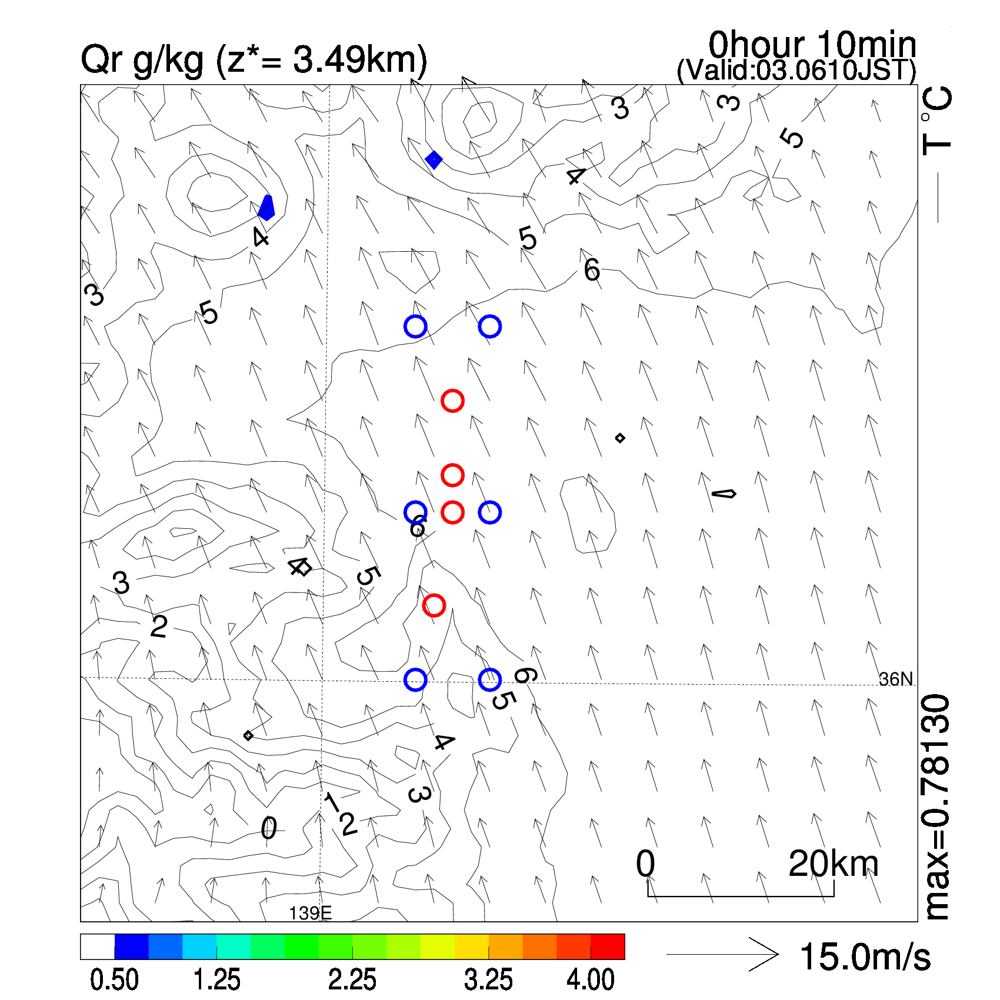 0hour 10min
Qr g/kg (z*= 3.49km)
(Valid:03.0610JST)
T °C
3
3
5
4
4
5
6
3
5
6
4
5
3
2
6
36N
5
4
3
1
2
0
0 20km
139E
max=0.78130
0.50 1.25 2.25 3.25 4.00
15.0m/s